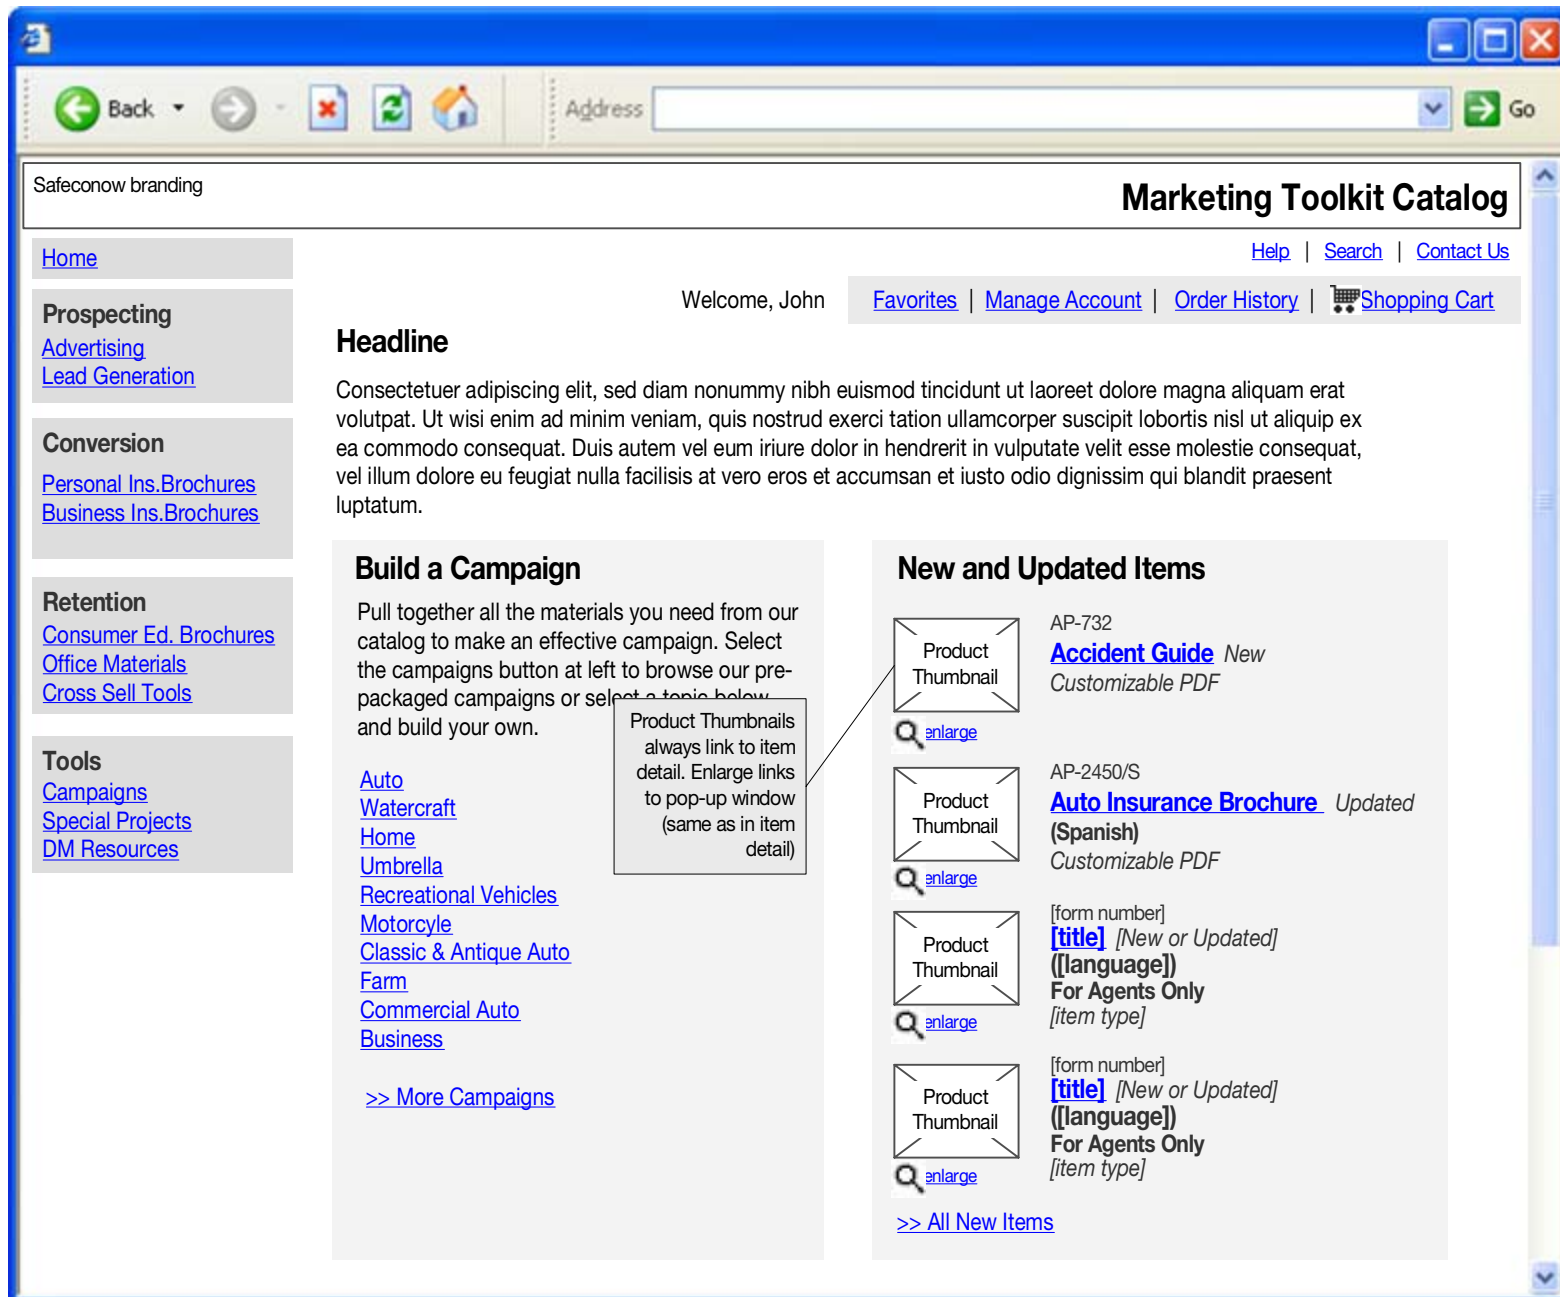 Back
Address
Go
Safeconow branding
Marketing Toolkit Catalog
Help | Search | Contact Us
Welcome, John
Favorites | Manage Account | Order History | Shopping Cart
Home
Prospecting
Advertising
Lead Generation
Conversion
Personal Ins.Brochures
Business Ins.Brochures
Retention
Consumer Ed. Brochures
Office Materials
Cross Sell Tools
Tools
Campaigns
Special Projects
DM Resources
Headline
Consectetuer adipiscing elit, sed diam nonummy nibh euismod tincidunt ut laoreet dolore magna aliquam erat
volutpat. Ut wisi enim ad minim veniam, quis nostrud exerci tation ullamcorper suscipit lobortis nisl ut aliquip ex
ea commodo consequat. Duis autem vel eum iriure dolor in hendrerit in vulputate velit esse molestie consequat,
vel illum dolore eu feugiat nulla facilisis at vero eros et accumsan et iusto odio dignissim qui blandit praesent
luptatum.
Build a Campaign
Pull together all the materials you need from our
catalog to make an effective campaign. Select
the campaigns button at left to browse our pre-
packaged campaigns or select a topic below
and build your own.
Auto
Watercraft
Home
Umbrella
Recreational Vehicles
Motorcyle
Classic & Antique Auto
Farm
Commercial Auto
Business
>> More Campaigns
Product Thumbnails
always link to item
detail. Enlarge links
to pop-up window
(same as in item
detail)
New and Updated Items
Product
Thumbnail
enlarge
AP-732
Accident Guide New
Customizable PDF
Product
Thumbnail
enlarge
AP-2450/S
Auto Insurance Brochure Updated
(Spanish)
Customizable PDF
Product
Thumbnail
enlarge
[form number]
[title] [New or Updated]
([language])
For Agents Only
[item type]
Product
Thumbnail
enlarge
[form number]
[title] [New or Updated]
([language])
For Agents Only
[item type]
>> All New Items